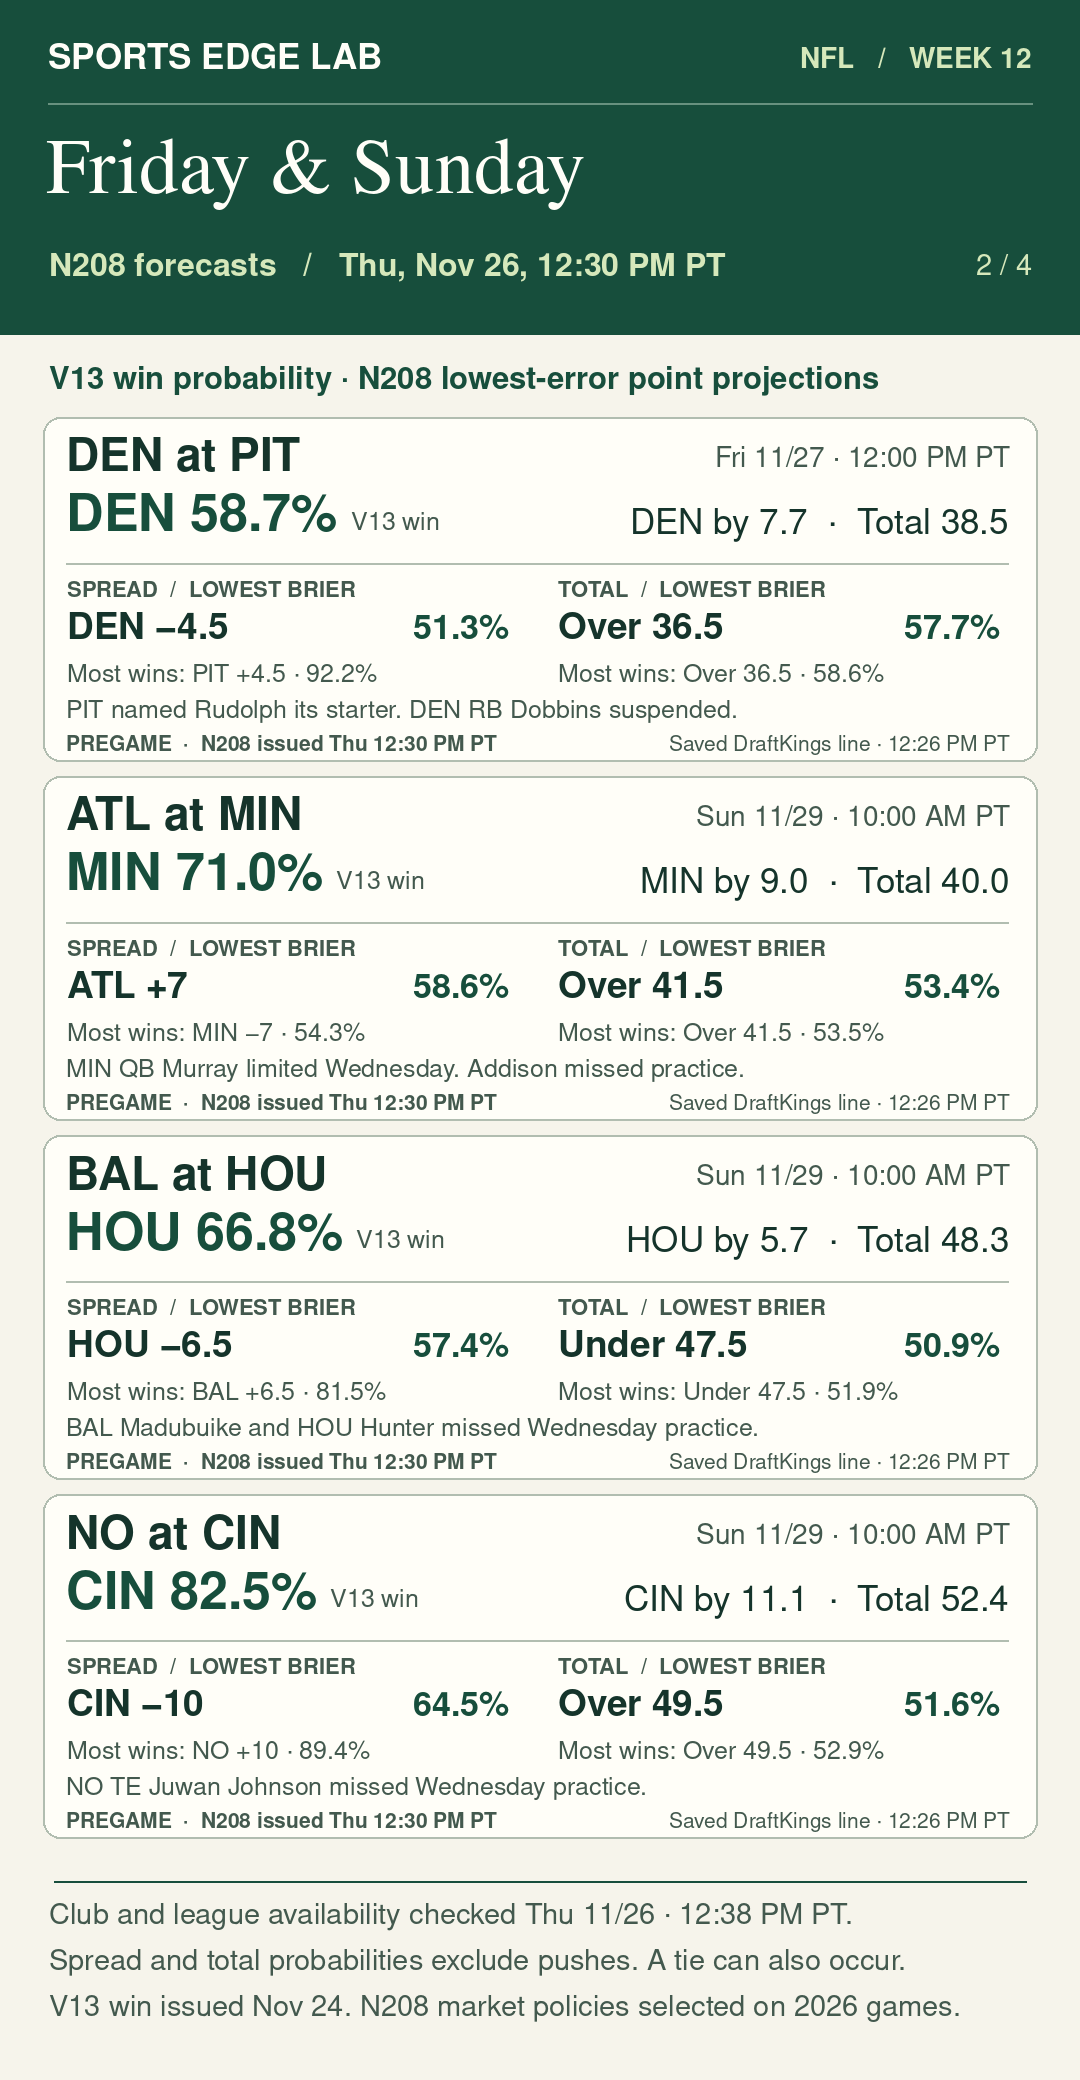 SPORTS EDGE LAB
NFL / WEEK 12
Friday & Sunday
N208 forecasts / Thu, Nov 26, 12:30 PM PT
2 / 4
V13 win probability · N208 lowest-error point projections
DEN at PIT
Fri 11/27 · 12:00 PM PT
DEN 58.7% V13 win
DEN by 7.7 · Total 38.5
SPREAD / LOWEST BRIER
TOTAL / LOWEST BRIER
DEN −4.5 51.3%
Over 36.5 57.7%
Most wins: PIT +4.5 · 92.2%
Most wins: Over 36.5 · 58.6%
PIT named Rudolph its starter. DEN RB Dobbins suspended.
PREGAME · N208 issued Thu 12:30 PM PT
Saved DraftKings line · 12:26 PM PT
ATL at MIN
Sun 11/29 · 10:00 AM PT
MIN 71.0% V13 win
MIN by 9.0 · Total 40.0
SPREAD / LOWEST BRIER
TOTAL / LOWEST BRIER
ATL +7 58.6%
Over 41.5 53.4%
Most wins: MIN −7 · 54.3%
Most wins: Over 41.5 · 53.5%
MIN QB Murray limited Wednesday. Addison missed practice.
PREGAME · N208 issued Thu 12:30 PM PT
Saved DraftKings line · 12:26 PM PT
BAL at HOU
Sun 11/29 · 10:00 AM PT
HOU 66.8% V13 win
HOU by 5.7 · Total 48.3
SPREAD / LOWEST BRIER
TOTAL / LOWEST BRIER
HOU −6.5 57.4%
Under 47.5 50.9%
Most wins: BAL +6.5 · 81.5%
Most wins: Under 47.5 · 51.9%
BAL Madubuike and HOU Hunter missed Wednesday practice.
PREGAME · N208 issued Thu 12:30 PM PT
Saved DraftKings line · 12:26 PM PT
NO at CIN
Sun 11/29 · 10:00 AM PT
CIN 82.5% V13 win
CIN by 11.1 · Total 52.4
SPREAD / LOWEST BRIER
TOTAL / LOWEST BRIER
CIN −10 64.5%
Over 49.5 51.6%
Most wins: NO +10 · 89.4%
Most wins: Over 49.5 · 52.9%
NO TE Juwan Johnson missed Wednesday practice.
PREGAME · N208 issued Thu 12:30 PM PT
Saved DraftKings line · 12:26 PM PT
Club and league availability checked Thu 11/26 · 12:38 PM PT.
Spread and total probabilities exclude pushes. A tie can also occur.
V13 win issued Nov 24. N208 market policies selected on 2026 games.